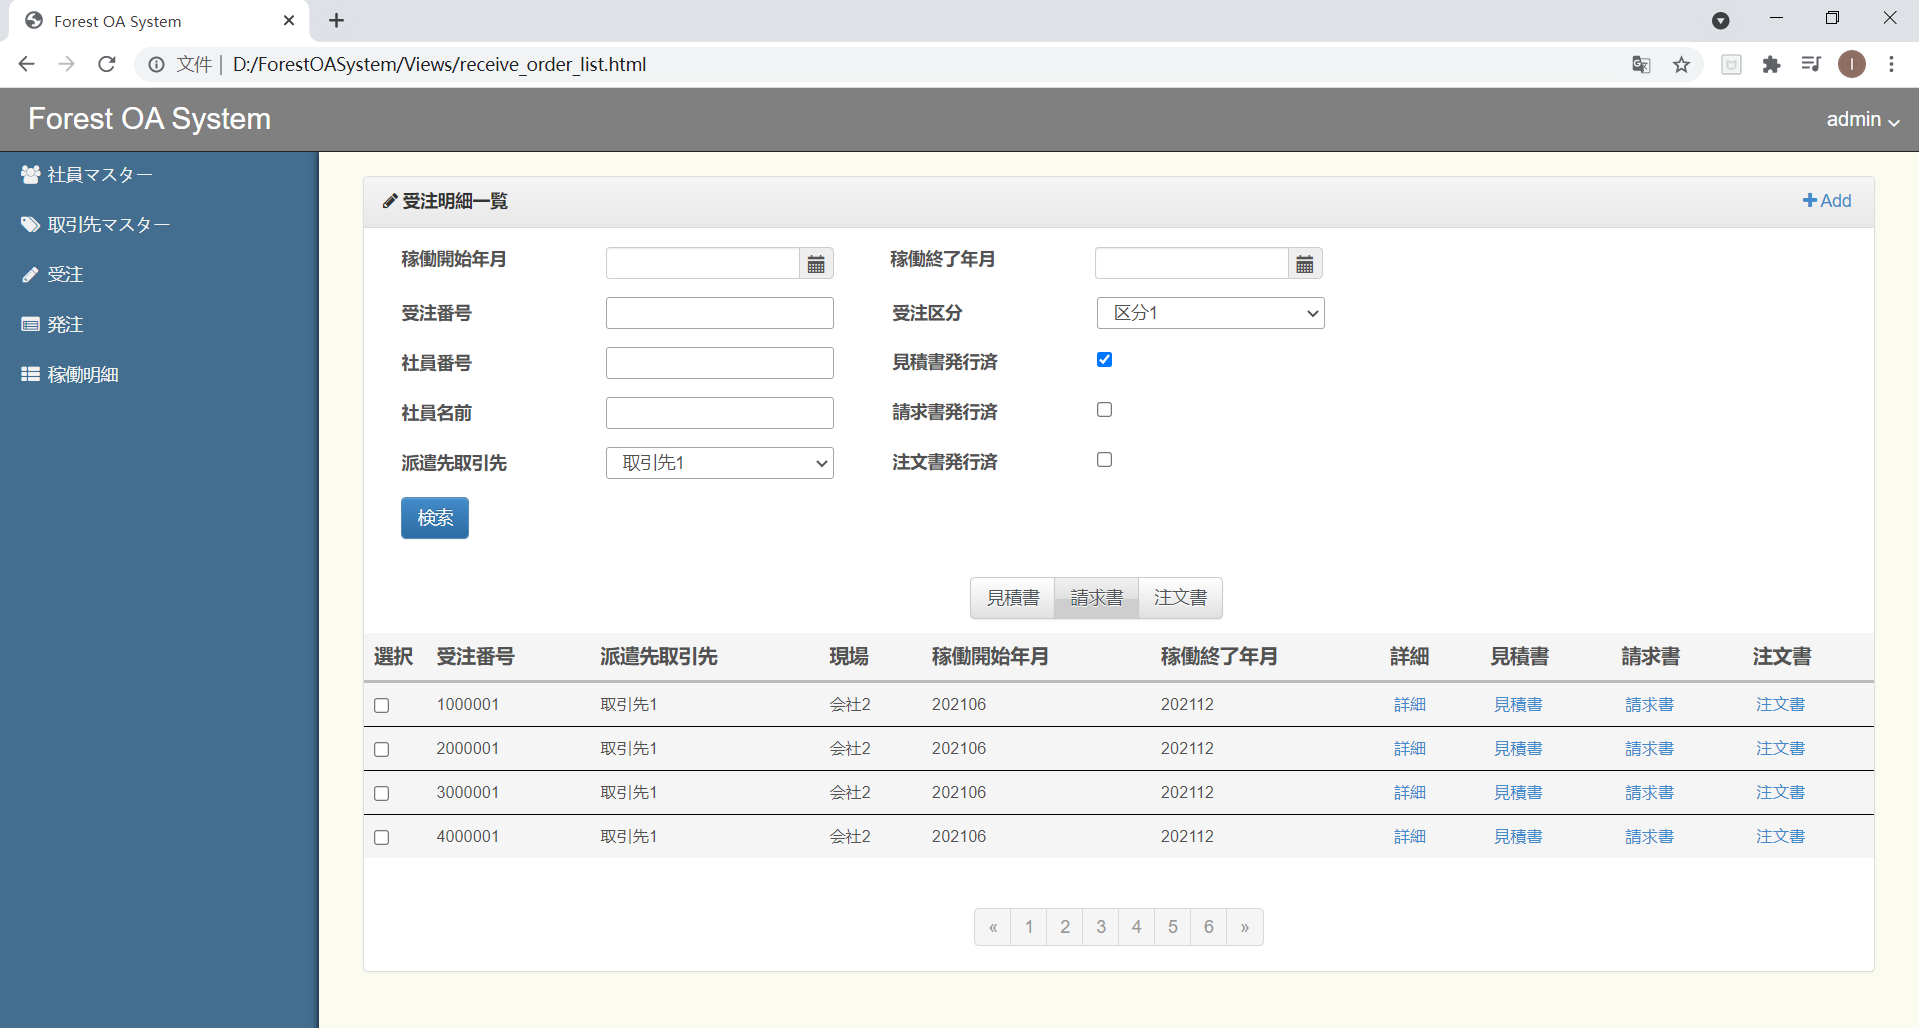 Forest OA System
文件 | D:/ForestOASystem/Views/receive_order_list.html
I
Forest OA System
admin
社員マスター
取引先マスター
受注
発注
稼働明細
受注明細一覧
Add
稼働開始年月 稼働終了年月
受注番号 受注区分 区分1
社員番号 見積書発行済
社員名前 請求書発行済
派遣先取引先 取引先1 注文書発行済
検索
見積書 請求書 注文書
選択 受注番号 派遣先取引先 現場 稼働開始年月 稼働終了年月 詳細 見積書 請求書 注文書
1000001 取引先1 会社2 202106 202112 詳細 見積書 請求書 注文書
2000001 取引先1 会社2 202106 202112 詳細 見積書 請求書 注文書
3000001 取引先1 会社2 202106 202112 詳細 見積書 請求書 注文書
4000001 取引先1 会社2 202106 202112 詳細 見積書 請求書 注文書
« 1 2 3 4 5 6 »